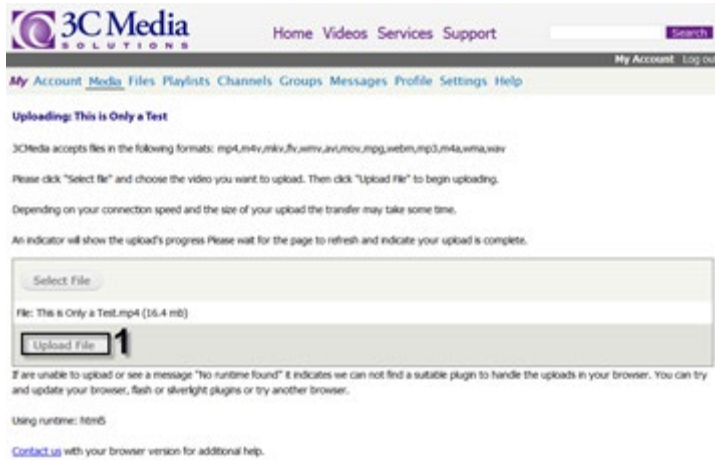 3C Media
SOLUTIONS
Home Videos Services Support
Search
My Account Log ou
My Account Media Files Playlists Channels Groups Messages Profile Settings Help
Uploading: This is Only a Test
3CMedia accepts files in the following formats: mp4,m4v,mkv,flv,wmv,avi,mov,mpg,webm,mp3,m4a,wma,wav
Please click "Select file" and choose the video you want to upload. Then click "Upload File" to begin uploading.
Depending on your connection speed and the size of your upload the transfer may take some time.
An indicator will show the upload's progress Please wait for the page to refresh and indicate your upload is complete.
Select File
File: This is Only a Test.mp4 (16.4 mb)
Upload File 1
If are unable to upload or see a message "No runtime found" it indicates we can not find a suitable plugin to handle the uploads in your browser. You can try
and update your browser, flash or silverlight plugins or try another browser.
Using runtime: html5
Contact us with your browser version for additional help.